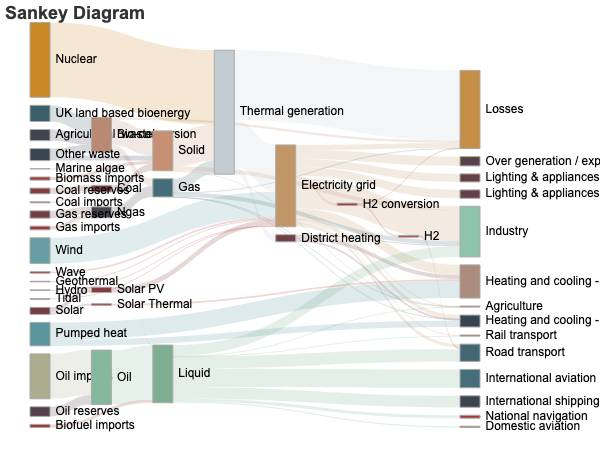 Sankey Diagram
Nuclear
Thermal generation
Losses
UK land based bioenergy
Bio-conversion
Solid
Over generation / exp
Other waste
Marine algae
Biomass imports
Coal
Gas
Electricity grid
Lighting & appliances
Coal reserves
Lighting & appliances
Coal imports
H2 conversion
Gas reserves
Ngas
Gas imports
Industry
District heating
H2
Wind
Wave
Geothermal
Heating and cooling -
Hydro
Solar PV
Tidal
Solar Thermal
Agriculture
Solar
Heating and cooling -
Pumped heat
Rail transport
Road transport
Oil imp
Oil
Liquid
International aviation
International shipping
Oil reserves
National navigation
Biofuel imports
Domestic aviation